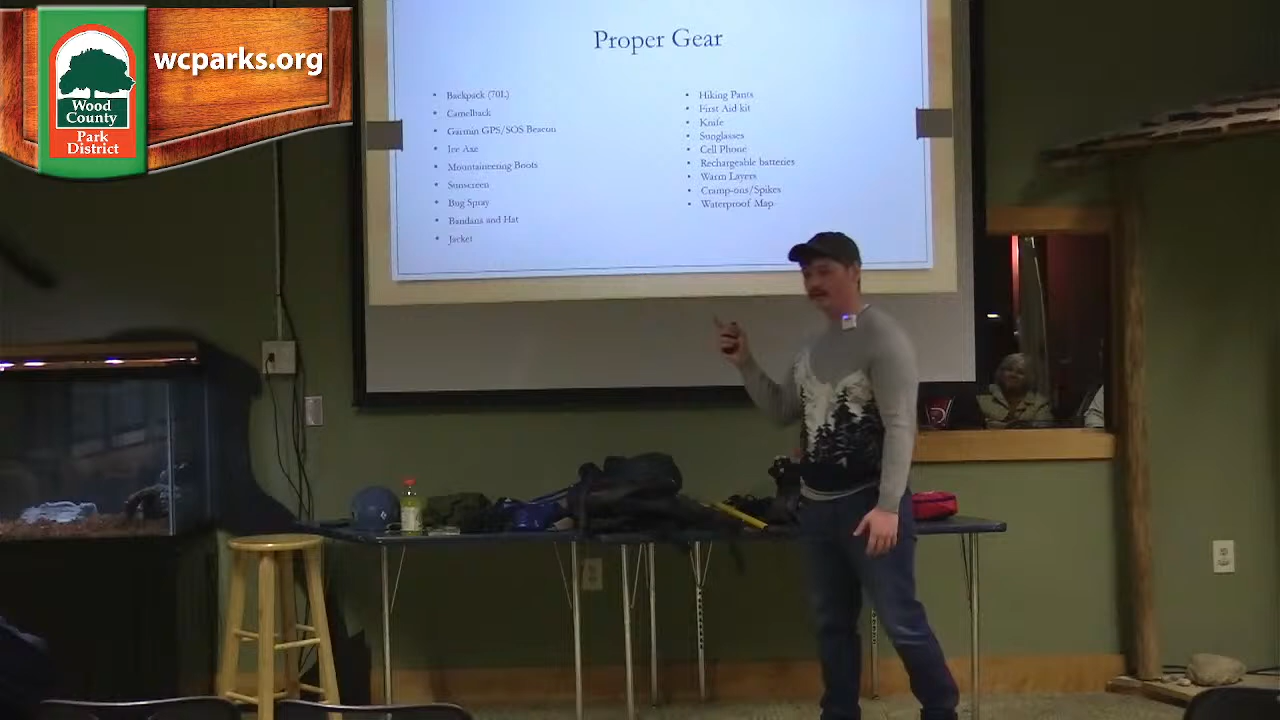 wcparks.org
Wood
County
Park
District
Proper Gear
• Backpack (70L)
• Camelback
• Garmin GPS/SOS Beacon
• Ice Axe
• Mountaineering Boots
• Sunscreen
• Bug Spray
• Bandana and Hat
• Jacket
• Hiking Pants
• First Aid kit
• Knife
• Sunglasses
• Cell Phone
• Rechargeable batteries
• Warm Layers
• Cramp-ons/Spikes
• Waterproof Map